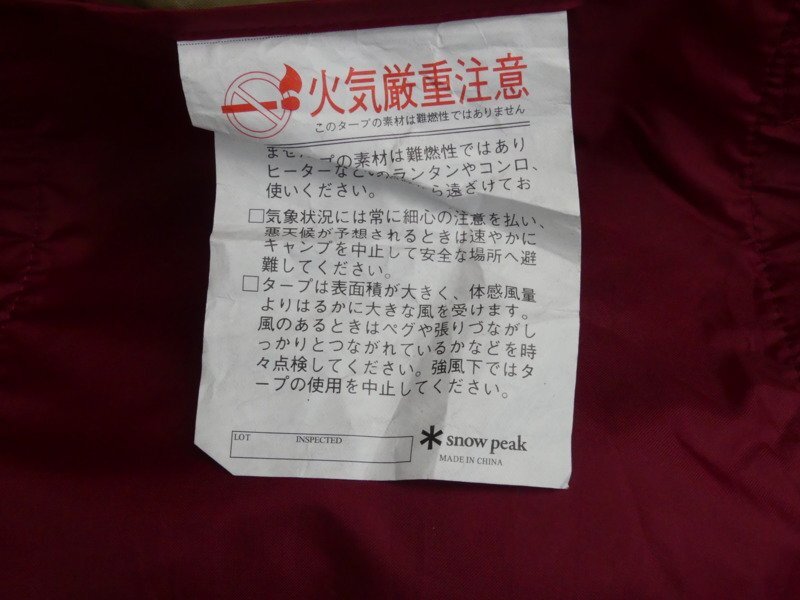 火気厳重注意
このタープの素材は難燃性ではありません
プの素材は難燃性ではあり
ヒーターなど ランタンやコンロ、
使いください。 ら遠ざけてお
□気象状況には常に細心の注意を払い、
悪天候が予想されるときは速やかに
キャンプを中止して安全な場所へ避
難してください。
□タープは表面積が大きく、体感風量
よりはるかに大きな風を受けます。
風のあるときはペグや張りづながし
っかりとつながれているかなどを時
々点検してください。強風下ではタ
ープの使用を中止してください。
LOT INSPECTED
snow peak
MADE IN CHINA